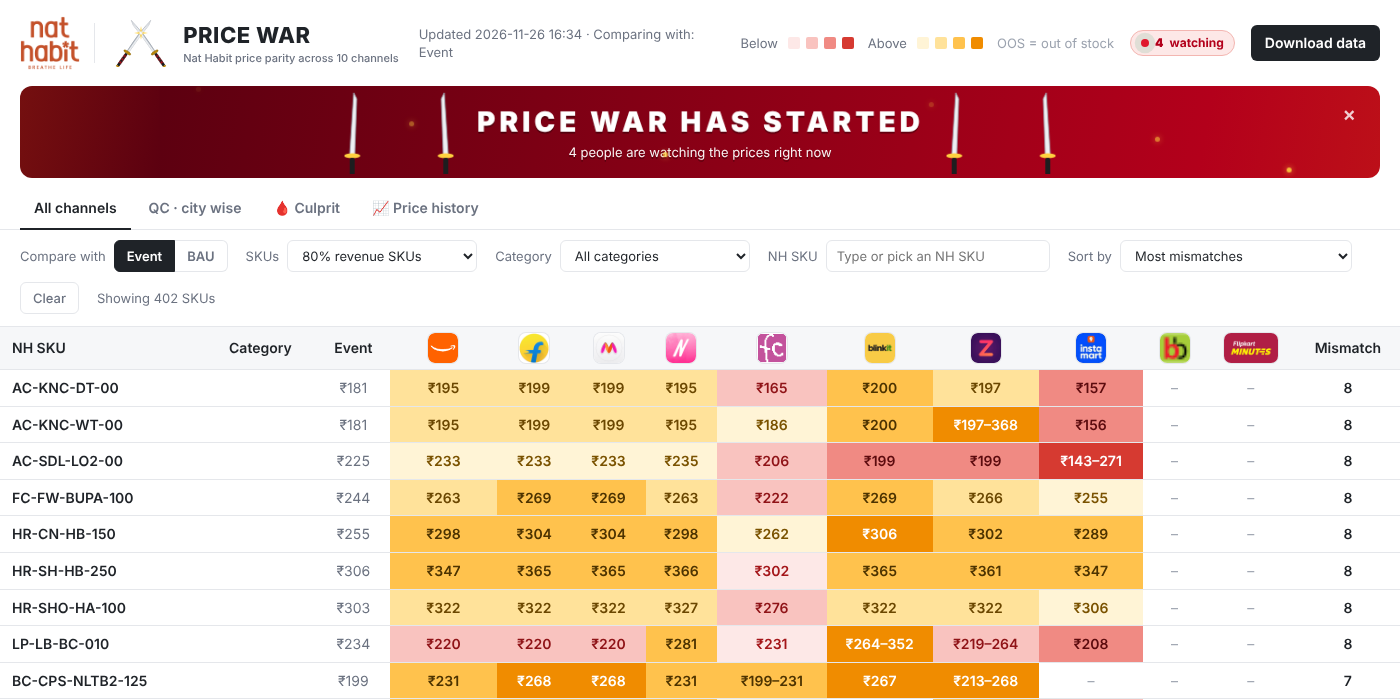 nat
habit
BREATHE LIFE
PRICE WAR
Nat Habit price parity across 10 channels
Updated 2026-11-26 16:34 · Comparing with:
Event
Below Above OOS = out of stock
4 watching
Download data
PRICE WAR HAS STARTED
4 people are watching the prices right now
×
All channels QC · city wise Culprit Price history
Compare with Event BAU SKUs 80% revenue SKUs Category All categories NH SKU Type or pick an NH SKU Sort by Most mismatches
Clear Showing 402 SKUs
NH SKU Category Event N fc blinkit Z insta mart bb Flipkart MINUTES Mismatch
AC-KNC-DT-00 ₹181 ₹195 ₹199 ₹199 ₹195 ₹165 ₹200 ₹197 ₹157 – – 8
AC-KNC-WT-00 ₹181 ₹195 ₹199 ₹199 ₹195 ₹186 ₹200 ₹197–368 ₹156 – – 8
AC-SDL-LO2-00 ₹225 ₹233 ₹233 ₹233 ₹235 ₹206 ₹199 ₹199 ₹143–271 – – 8
FC-FW-BUPA-100 ₹244 ₹263 ₹269 ₹269 ₹263 ₹222 ₹269 ₹266 ₹255 – – 8
HR-CN-HB-150 ₹255 ₹298 ₹304 ₹304 ₹298 ₹262 ₹306 ₹302 ₹289 – – 8
HR-SH-HB-250 ₹306 ₹347 ₹365 ₹365 ₹366 ₹302 ₹365 ₹361 ₹347 – – 8
HR-SHO-HA-100 ₹303 ₹322 ₹322 ₹322 ₹327 ₹276 ₹322 ₹322 ₹306 – – 8
LP-LB-BC-010 ₹234 ₹220 ₹220 ₹220 ₹281 ₹231 ₹264–352 ₹219–264 ₹208 – – 8
BC-CPS-NLTB2-125 ₹199 ₹231 ₹268 ₹268 ₹231 ₹199–231 ₹267 ₹213–268 – – – 7